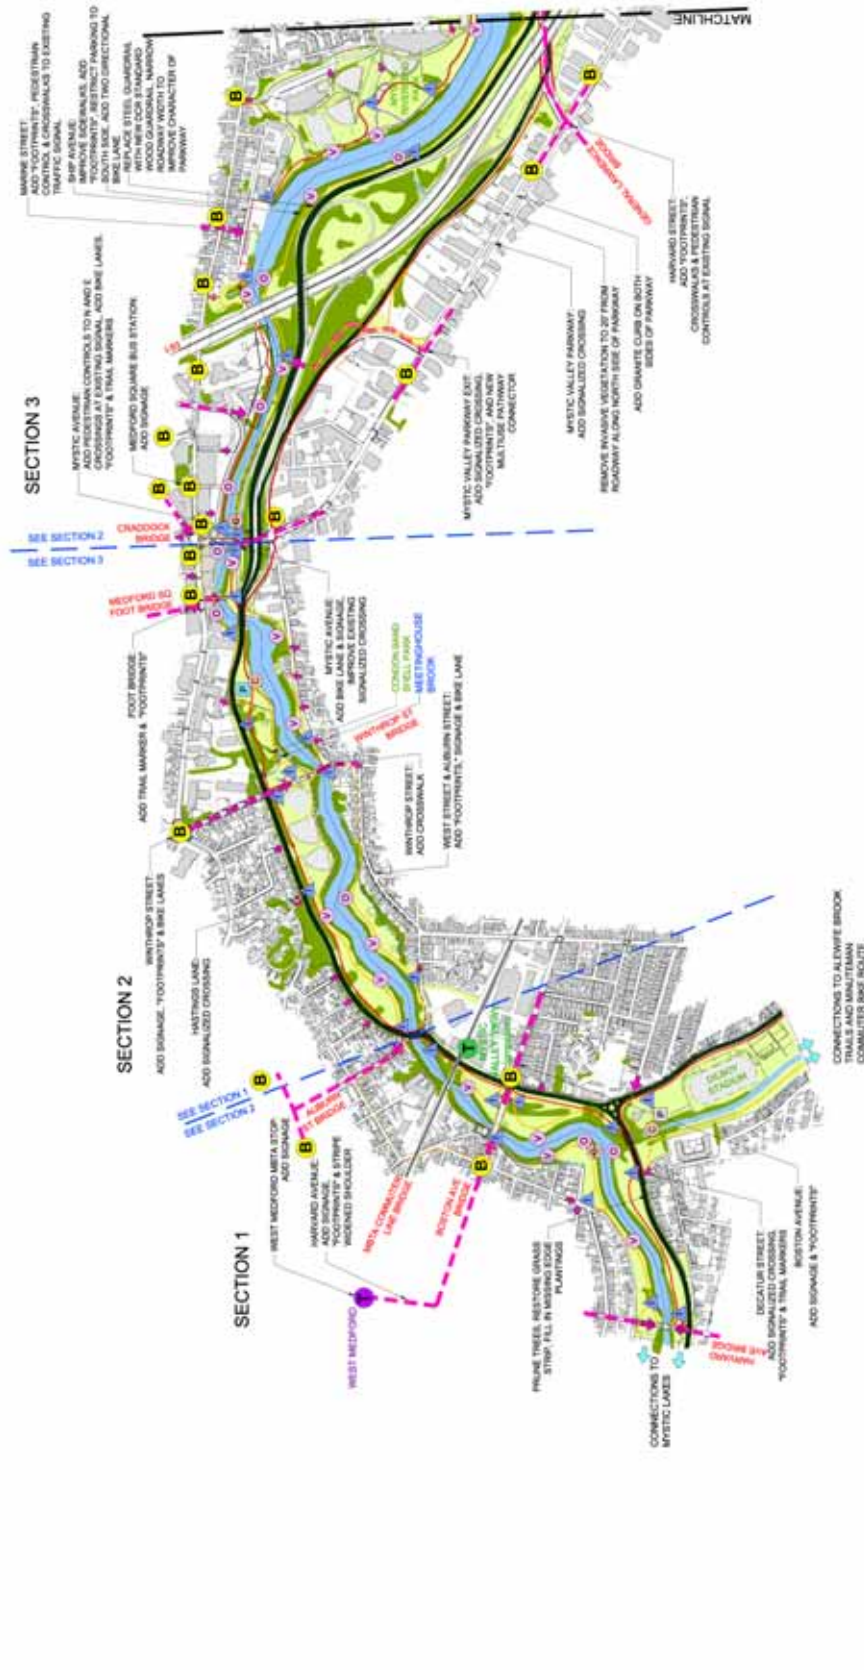 SECTION 1
WEST MEDFORD
WEST MEDFORD MBTA STOP
ADD SIGNAGE
HARVARD AVENUE:
ADD SIGNAGE,
"FOOTPRINTS" & STRIPE
WIDENED SHOULDER
MBTA COMMUTER
LINE BRIDGE
BOSTON AVE
BRIDGE
AUBURN
ST BRIDGE
SEE SECTION 1
SEE SECTION 2
PRUNE TREES, RESTORE GRASS
STRIP, FILL IN MISSING EDGE
PLANTINGS
CONNECTIONS TO
MYSTIC LAKES
HARVARD
AVE BRIDGE
DECATUR STREET:
ADD SIGNALIZED CROSSING,
"FOOTPRINTS" & TRAIL MARKERS
BOSTON AVENUE:
ADD SIGNAGE & "FOOTPRINTS"
DILBOY
STADIUM
MYSTIC
VALLEY
CONNECTIONS TO ALEWIFE BROOK
TRAILS AND MINUTEMAN
COMMUTER BIKE ROUTE
SECTION 2
WINTHROP STREET:
ADD SIGNAGE, "FOOTPRINTS" & BIKE LANES
HASTINGS LANE:
ADD SIGNALIZED CROSSING
FOOT BRIDGE:
ADD TRAIL MARKER & "FOOTPRINTS"
MEDFORD SQ
FOOT BRIDGE
CRADDOCK
BRIDGE
SEE SECTION 2
SEE SECTION 3
WINTHROP STREET:
ADD CROSSWALK
WEST STREET & AUBURN STREET:
ADD "FOOTPRINTS," SIGNAGE & BIKE LANE
WINTHROP ST
BRIDGE
CONDON BAND
SHELL PARK
MEETINGHOUSE
BROOK
MYSTIC AVENUE:
ADD BIKE LANE & SIGNAGE,
IMPROVE EXISTING
SIGNALIZED CROSSING
SECTION 3
MYSTIC AVENUE:
ADD PEDESTRIAN CONTROLS TO N AND E
CROSSINGS AT EXISTING SIGNAL, ADD BIKE LANES,
"FOOTPRINTS" & TRAIL MARKERS
MEDFORD SQUARE BUS STATION:
ADD SIGNAGE
MARINE STREET:
ADD "FOOTPRINTS", PEDESTRIAN
CONTROL & CROSSWALKS TO EXISTING
TRAFFIC SIGNAL
SHIP AVENUE:
IMPROVE SIDEWALKS, ADD
"FOOTPRINTS", RESTRICT PARKING TO
SOUTH SIDE, ADD TWO DIRECTIONAL
BIKE LANE
REPLACE STEEL GUARDRAIL
WITH NEW DCR STANDARD
WOOD GUARDRAIL. NARROW
ROADWAY WIDTH TO
IMPROVE CHARACTER OF
PARKWAY
I-93
MATCHLINE
GENERAL LAWRENCE
BRIDGE
MYSTIC VALLEY PARKWAY EXIT:
ADD SIGNALIZED CROSSING,
"FOOTPRINTS", AND NEW
MULTIUSE PATHWAY
CONNECTOR
MYSTIC VALLEY PARKWAY:
ADD SIGNALIZED CROSSING
REMOVE INVASIVE VEGETATION TO 20' FROM
ROADWAY ALONG NORTH SIDE OF PARKWAY
ADD GRANITE CURB ON BOTH
SIDES OF PARKWAY
HARVARD STREET:
ADD "FOOTPRINTS",
CROSSWALKS & PEDESTRIAN
CONTROLS AT EXISTING SIGNAL